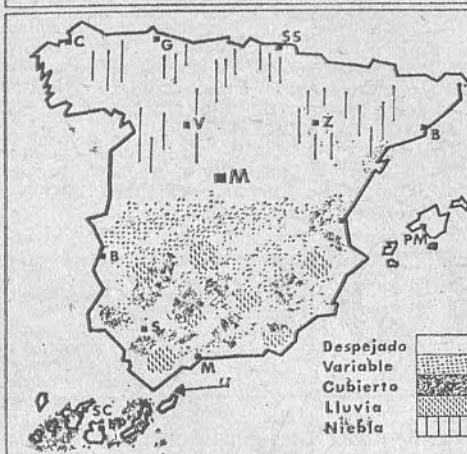 C
G
SS
V
Z
B
M
PM
B
S
M
SC
Despejado
Variable
Cubierto
Lluvia
Niebla